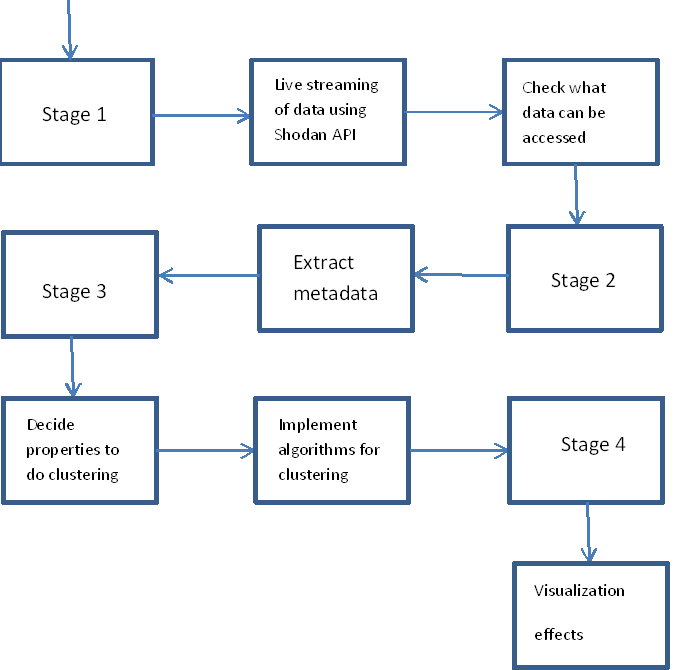 Stage 1
Live streaming
of data using
Shodan API
Check what
data can be
accessed
Stage 2
Extract
metadata
Stage 3
Decide
properties to
do clustering
Implement
algorithms for
clustering
Stage 4
Visualization
effects